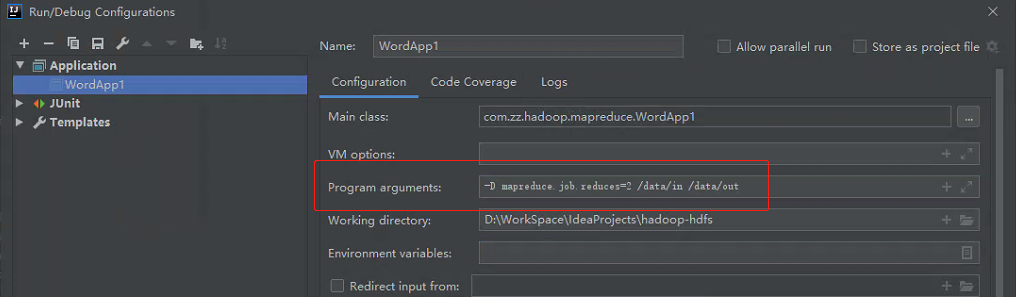 Run/Debug Configurations
Name: WordApp1 Allow parallel run Store as project file
Application
WordApp1
JUnit
Templates
Configuration Code Coverage Logs
Main class: com.zz.hadoop.mapreduce.WordApp1 ...
VM options:
Program arguments: -D mapreduce.job.reduces=2 /data/in /data/out
Working directory: D:\WorkSpace\IdeaProjects\hadoop-hdfs
Environment variables:
Redirect input from: